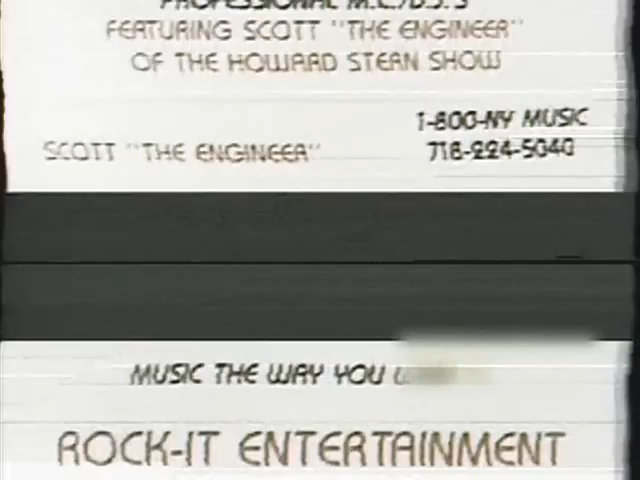 PROFESSIONAL M.C./D.J.'S
FEATURING SCOTT "THE ENGINEER"
OF THE HOWARD STERN SHOW
1-800-NY MUSIC
SCOTT "THE ENGINEER"
718-224-5040
MUSIC THE WAY YOU
ROCK-IT ENTERTAINMENT